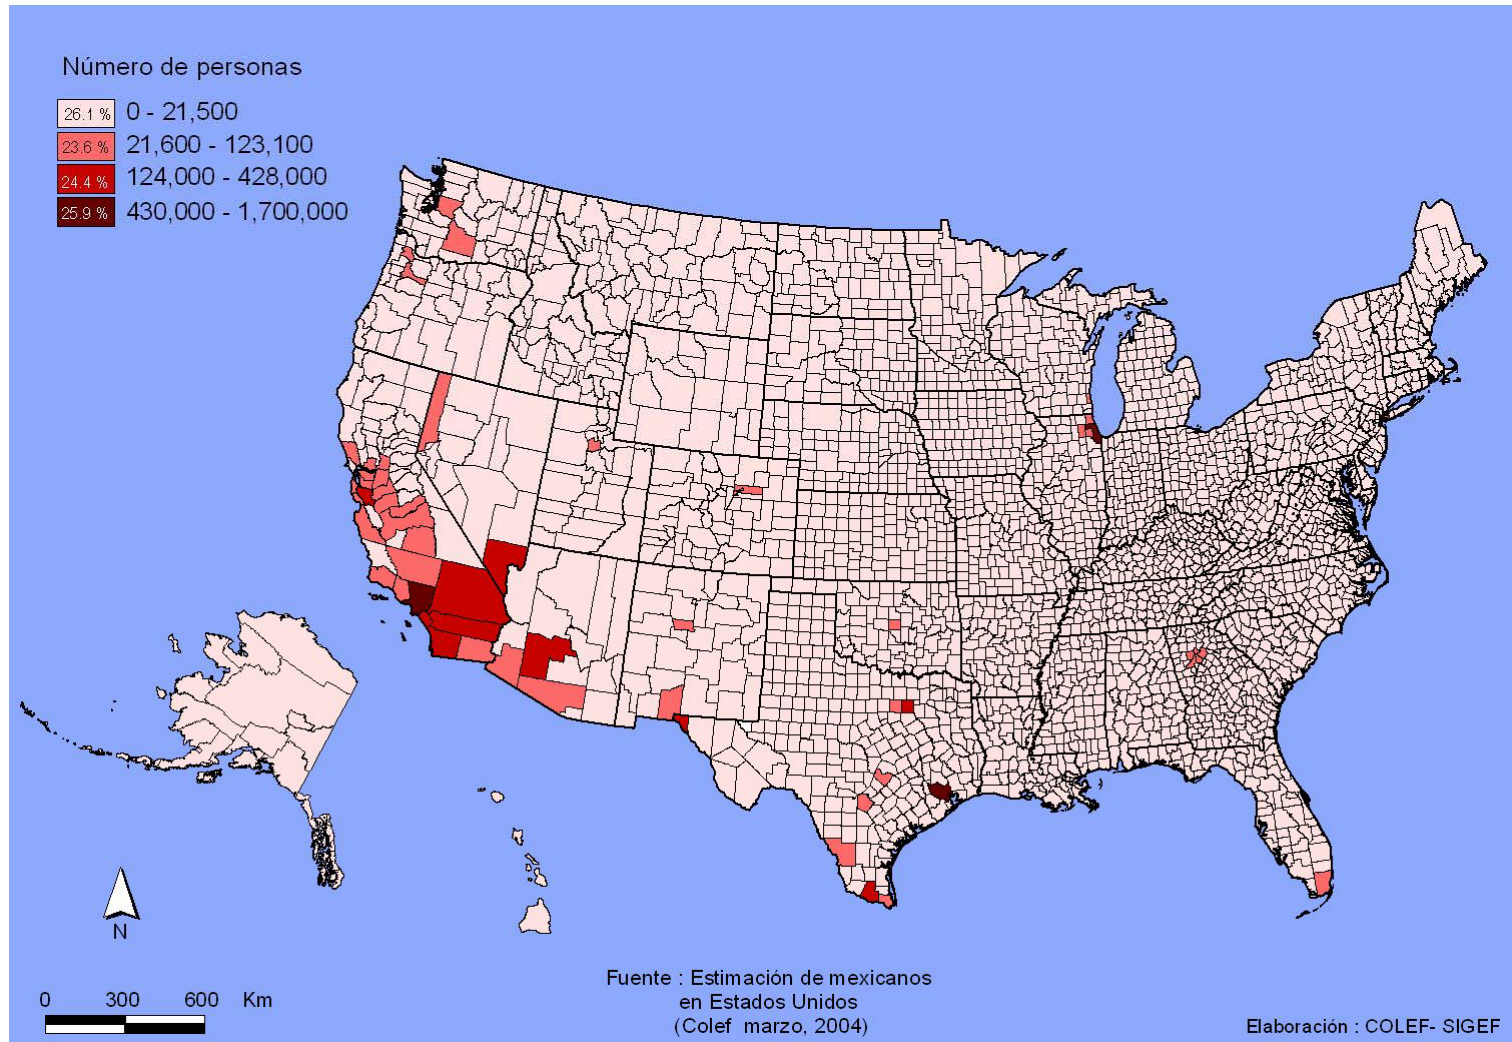 Número de personas
26.1 % 0 - 21,500
23.6 % 21,600 - 123,100
24.4 % 124,000 - 428,000
25.9 % 430,000 - 1,700,000
N
0 300 600 Km
Fuente : Estimación de mexicanos
en Estados Unidos
(Colef marzo, 2004)
Elaboración : COLEF- SIGEF